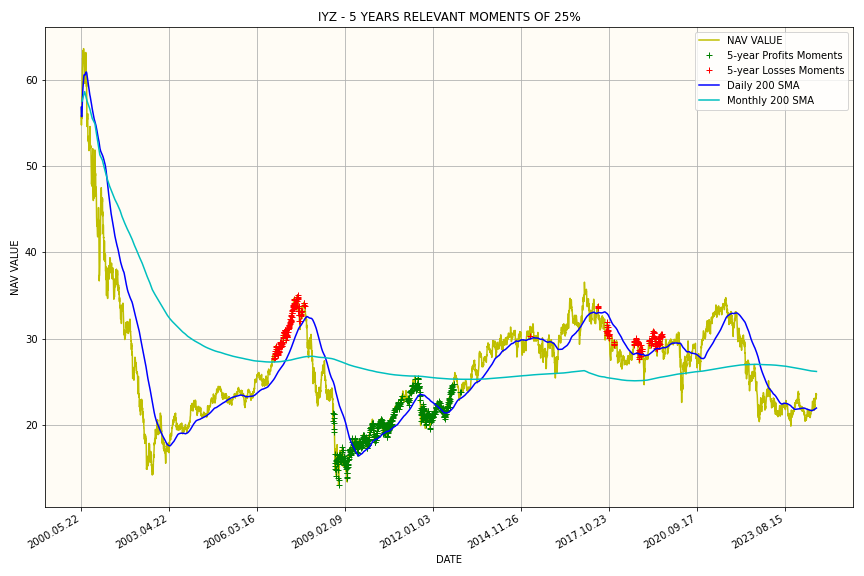 IYZ - 5 YEARS RELEVANT MOMENTS OF 25%
NAV VALUE
5-year Profits Moments
5-year Losses Moments
Daily 200 SMA
Monthly 200 SMA
NAV VALUE
60
50
40
30
20
2000.05.22
2003.04.22
2006.03.16
2009.02.09
2012.01.03
2014.11.26
2017.10.23
2020.09.17
2023.08.15
DATE